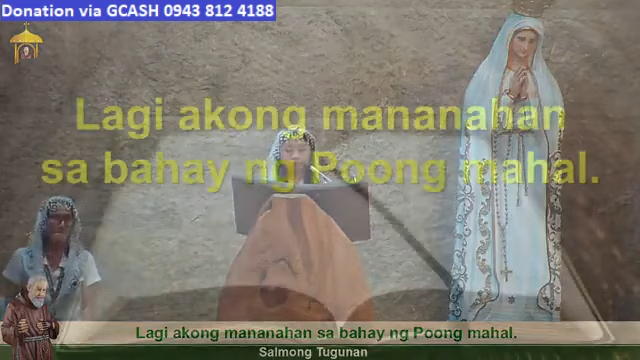 Donation via GCASH 0943 812 4188
Lagi akong mananahan
sa bahay ng Poong mahal.
Lagi akong mananahan sa bahay ng Poong mahal.
Salmong Tugunan